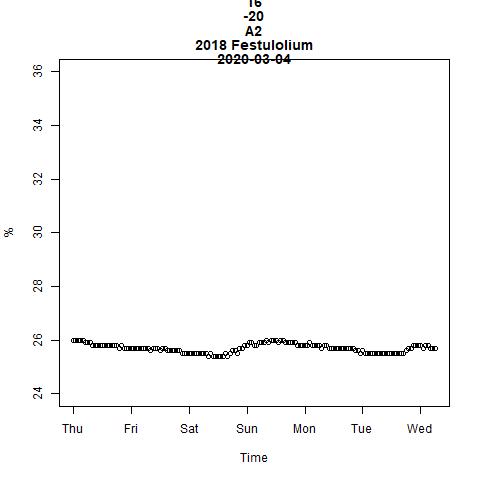 16
-20
A2
2018 Festulolium
2020-03-04
36
34
32
30
28
26
24
%
Thu Fri Sat Sun Mon Tue Wed
Time